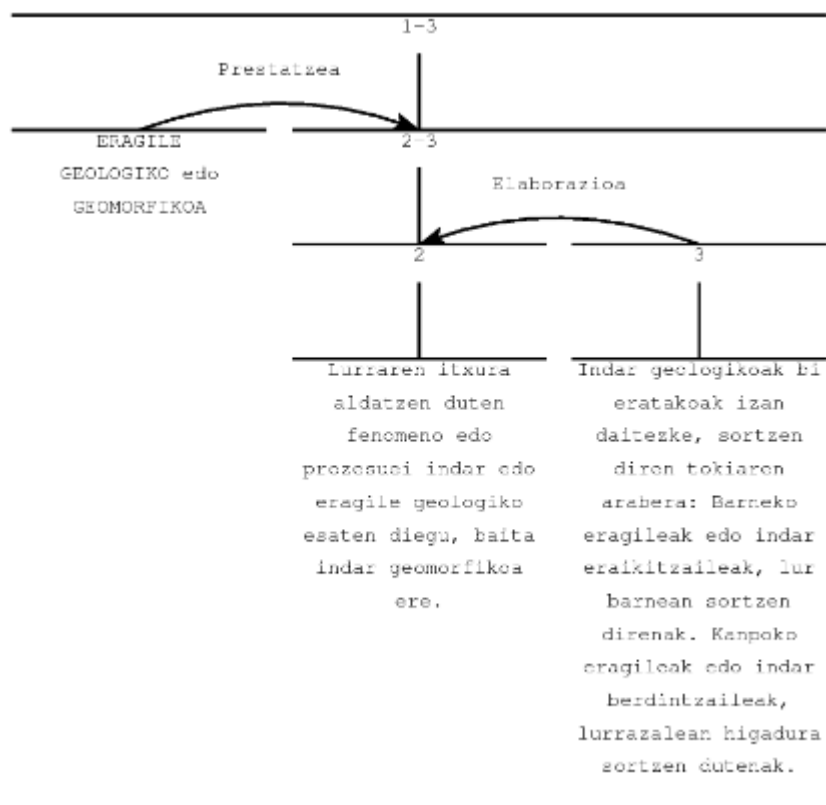 1-3
Prestatzea
ERAGILE
GEOLOGIKO edo
GEOMORFIKOA
2-3
Elaborazioa
2
3
Lurraren itxura
aldatzen duten
fenomeno edo
prozesuei indar edo
eragile geologiko
esaten diegu, baita
indar geomorfikoa
ere.
Indar geologikoak bi
eratakoak izan
daitezke, sortzen
diren tokiaren
arabera: Barneko
eragileak edo indar
eraikitzaileak, lur
barnean sortzen
direnak. Kanpoko
eragileak edo indar
berdintzaileak,
lurrazalean higadura
sortzen dutenak.